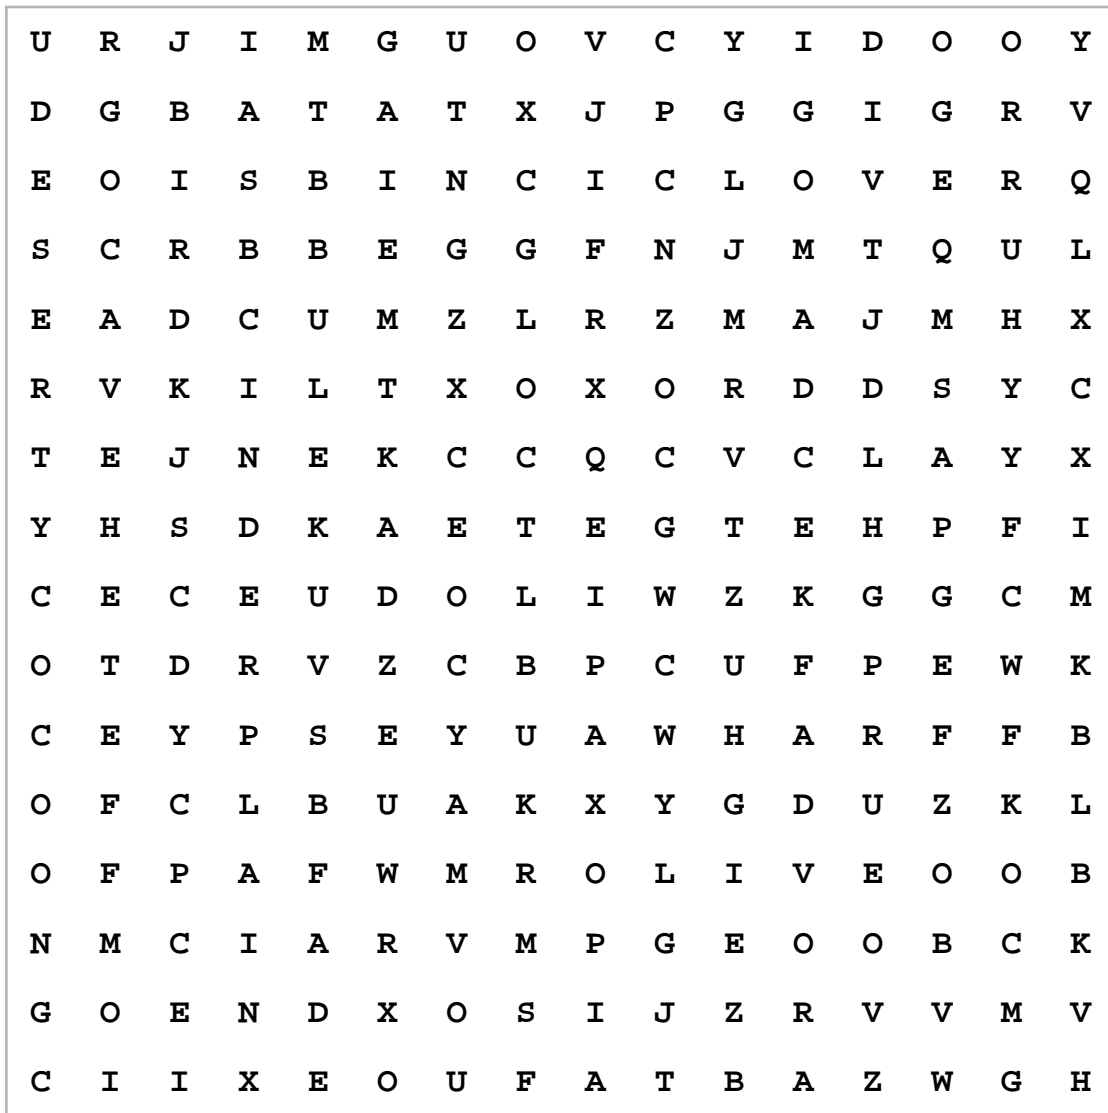 U R J I M G U O V C Y I D O O Y
D G B A T A T X J P G G I G R V
E O I S B I N C I C L O V E R Q
S C R B B E G G F N J M T Q U L
E A D C U M Z L R Z M A J M H X
R V K I L T X O X O R D D S Y C
T E J N E K C C Q C V C L A Y X
Y H S D K A E T E G T E H P F I
C E C E U D O L I W Z K G G C M
O T D R V Z C B P C U F P E W K
C E Y P S E Y U A W H A R F F B
O F C L B U A K X Y G D U Z K L
O F P A F W M R O L I V E O O B
N M C I A R V M P G E O O B C K
G O E N D X O S I J Z R V V M V
C I I X E O U F A T B A Z W G H